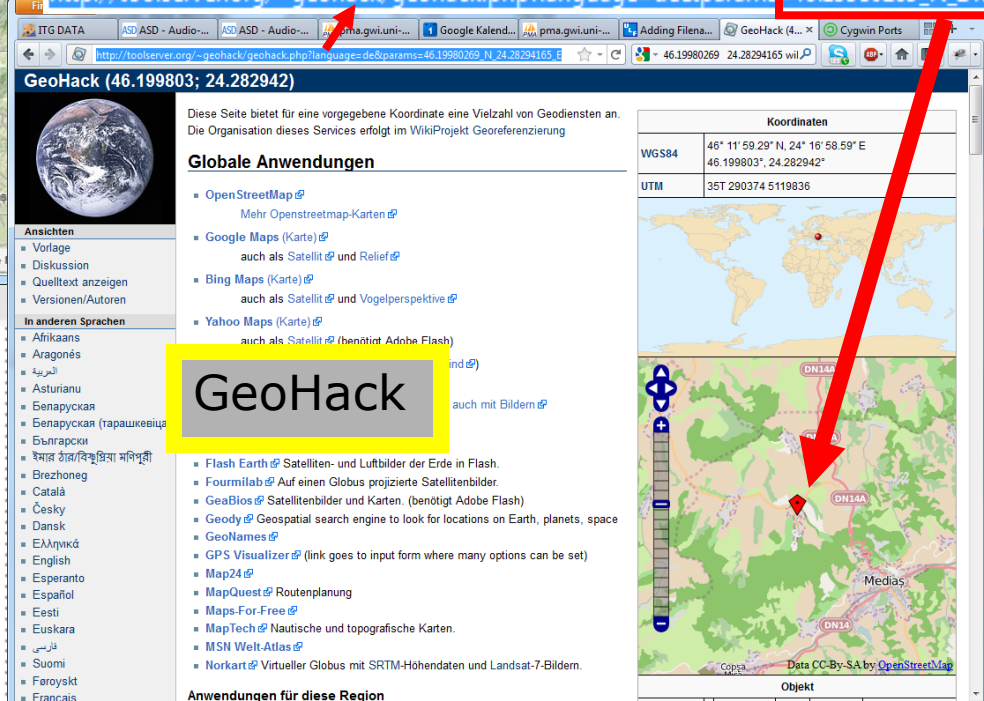 ITG DATA
ASD ASD - Audio-...
ASD ASD - Audio-...
pma.gwi.uni-...
1 Google Kalend...
pma.gwi.uni-...
Adding Filena...
GeoHack (4... ×
Cygwin Ports
http://toolserver.org/~geohack/geohack.php?language=de&params=46.19980269_N_24.28294165_E
46.19980269 24.28294165 wil
ABP
GeoHack (46.199803; 24.282942)
Ansichten
Vorlage
Diskussion
Quelltext anzeigen
Versionen/Autoren
In anderen Sprachen
Afrikaans
Aragonés
العربية
Asturianu
Беларуская
Беларуская (тарашкевіца
Български
ইমার ঠার/বিষ্ণুপ্রিয়া মণিপুরী
Brezhoneg
Català
Česky
Dansk
Ελληνικά
English
Esperanto
Español
Eesti
Euskara
فارسی
Suomi
Føroyskt
Français
Diese Seite bietet für eine vorgegebene Koordinate eine Vielzahl von Geodiensten an.
Die Organisation dieses Services erfolgt im WikiProjekt Georeferenzierung
Globale Anwendungen
OpenStreetMap
Mehr Openstreetmap-Karten
Google Maps (Karte)
auch als Satellit und Relief
Bing Maps (Karte)
auch als Satellit und Vogelperspektive
Yahoo Maps (Karte)
auch als Satellit (benötigt Adobe Flash)
ind )
GeoHack
auch mit Bildern
Flash Earth Satelliten- und Luftbilder der Erde in Flash.
Fourmilab Auf einen Globus projizierte Satellitenbilder.
GeaBios Satellitenbilder und Karten. (benötigt Adobe Flash)
Geody Geospatial search engine to look for locations on Earth, planets, space
GeoNames
GPS Visualizer (link goes to input form where many options can be set)
Map24
MapQuest Routenplanung
Maps-For-Free
MapTech Nautische und topografische Karten.
MSN Welt-Atlas
Norkart Virtueller Globus mit SRTM-Höhendaten und Landsat-7-Bildern.
Anwendungen für diese Region
Koordinaten
WGS84
46° 11′ 59.29″ N, 24° 16′ 58.59″ E
46.199803°, 24.282942°
UTM
35T 290374 5119836
DN14A
DN14A
Mediaș
DN14
Copșa
Data CC-By-SA by OpenStreetMap
Objekt